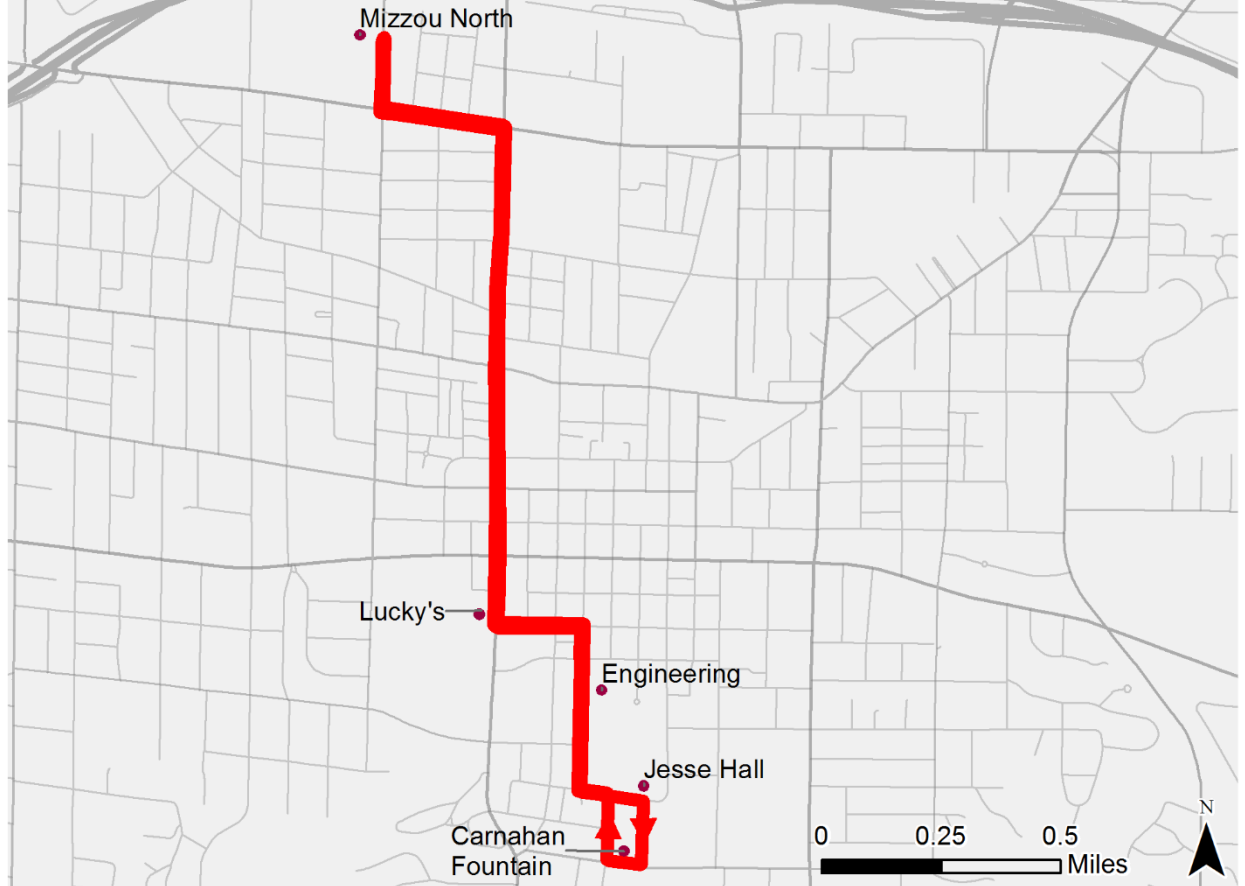 Mizzou North
Lucky's
Engineering
Jesse Hall
Carnahan
Fountain
0 0.25 0.5
Miles
N